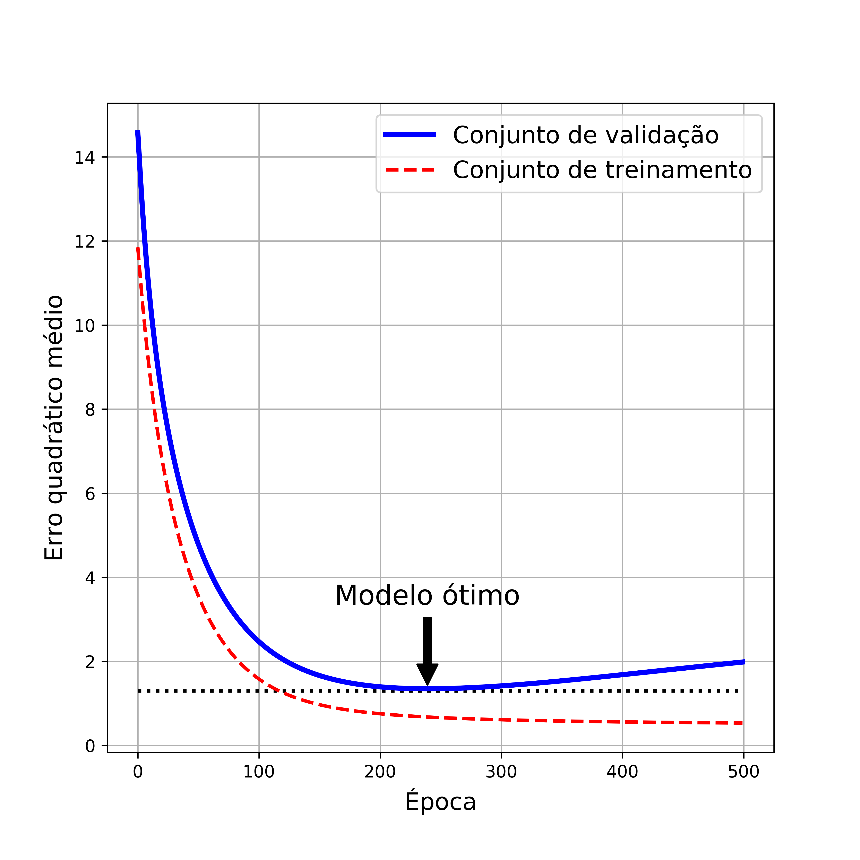 Conjunto de validação
Conjunto de treinamento
14
12
10
8
6
4
2
0
Erro quadrático médio
Modelo ótimo
0 100 200 300 400 500
Época